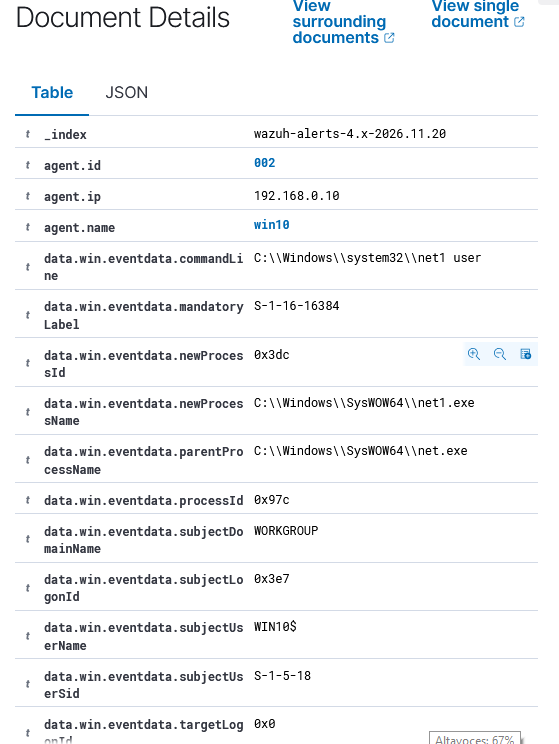 Document Details
View
surrounding
documents
View single
document
Table
JSON
t _index wazuh-alerts-4.x-2026.11.20
t agent.id 002
t agent.ip 192.168.0.10
t agent.name win10
t data.win.eventdata.commandLi C:\\Windows\\system32\\net1 user
ne
t data.win.eventdata.mandatory S-1-16-16384
Label
t data.win.eventdata.newProces 0x3dc
sId
t data.win.eventdata.newProces C:\\Windows\\SysWOW64\\net1.exe
sName
t data.win.eventdata.parentPro C:\\Windows\\SysWOW64\\net.exe
cessName
t data.win.eventdata.processId 0x97c
t data.win.eventdata.subjectDo WORKGROUP
mainName
t data.win.eventdata.subjectLo 0x3e7
gonId
t data.win.eventdata.subjectUs WIN10$
erName
t data.win.eventdata.subjectUs S-1-5-18
erSid
t data.win.eventdata.targetLog 0x0
onId
Altavoces: 67%